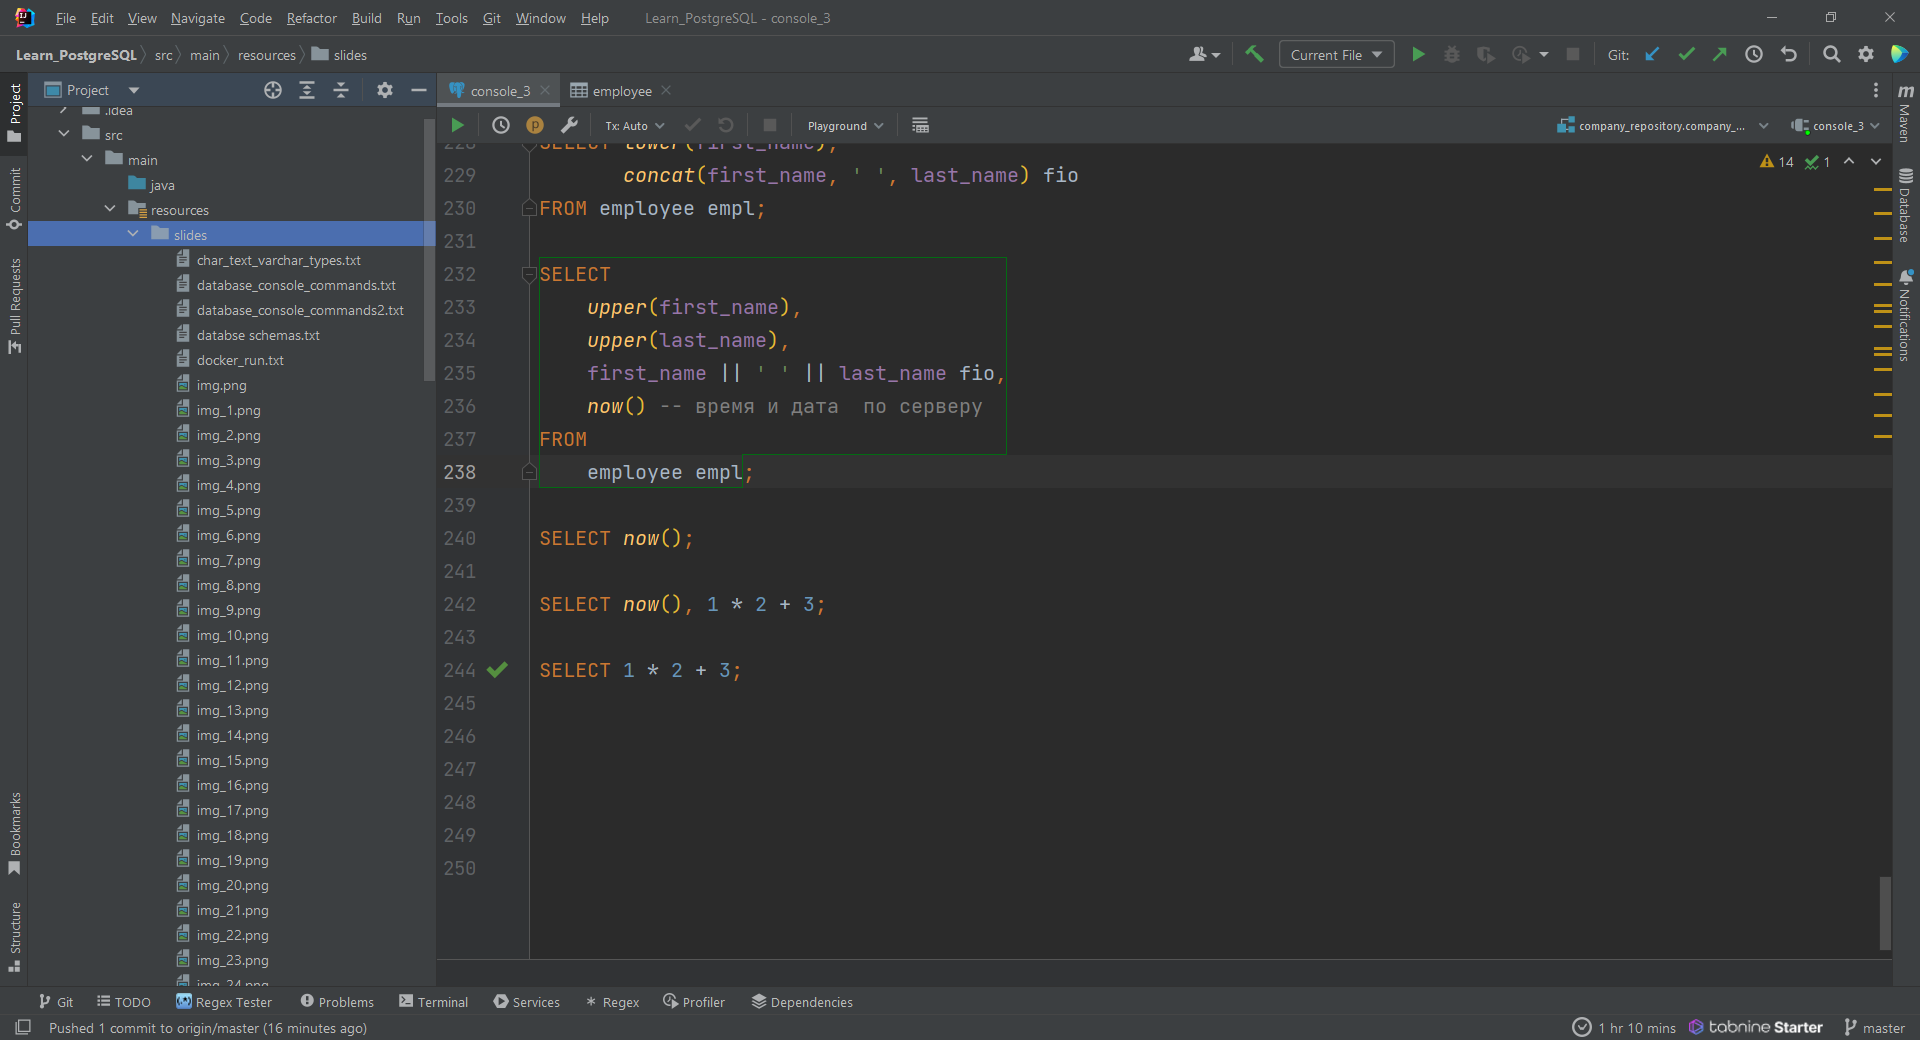 File Edit View Navigate Code Refactor Build Run Tools Git Window Help Learn_PostgreSQL - console_3
Learn_PostgreSQL src main resources slides Current File Git:
Project console_3 employee
Tx: Auto Playground company_repository.company_... console_3
.idea
src
main
java
resources
slides
char_text_varchar_types.txt
database_console_commands.txt
database_console_commands2.txt
databse schemas.txt
docker_run.txt
img.png
img_1.png
img_2.png
img_3.png
img_4.png
img_5.png
img_6.png
img_7.png
img_8.png
img_9.png
img_10.png
img_11.png
img_12.png
img_13.png
img_14.png
img_15.png
img_16.png
img_17.png
img_18.png
img_19.png
img_20.png
img_21.png
img_22.png
img_23.png
img_24.png
228 SELECT lower(first_name),
229 concat(first_name, ' ', last_name) fio
230 FROM employee empl;
231
232 SELECT
233 upper(first_name),
234 upper(last_name),
235 first_name || ' ' || last_name fio,
236 now() -- время и дата  по серверу
237 FROM
238 employee empl;
239
240 SELECT now();
241
242 SELECT now(), 1 * 2 + 3;
243
244 SELECT 1 * 2 + 3;
245
246
247
248
249
250
14 1
Project
Commit
Pull Requests
Bookmarks
Structure
Maven
Database
Notifications
Git TODO Regex Tester Problems Terminal Services Regex Profiler Dependencies
Pushed 1 commit to origin/master (16 minutes ago) 1 hr 10 mins tabnine Starter master